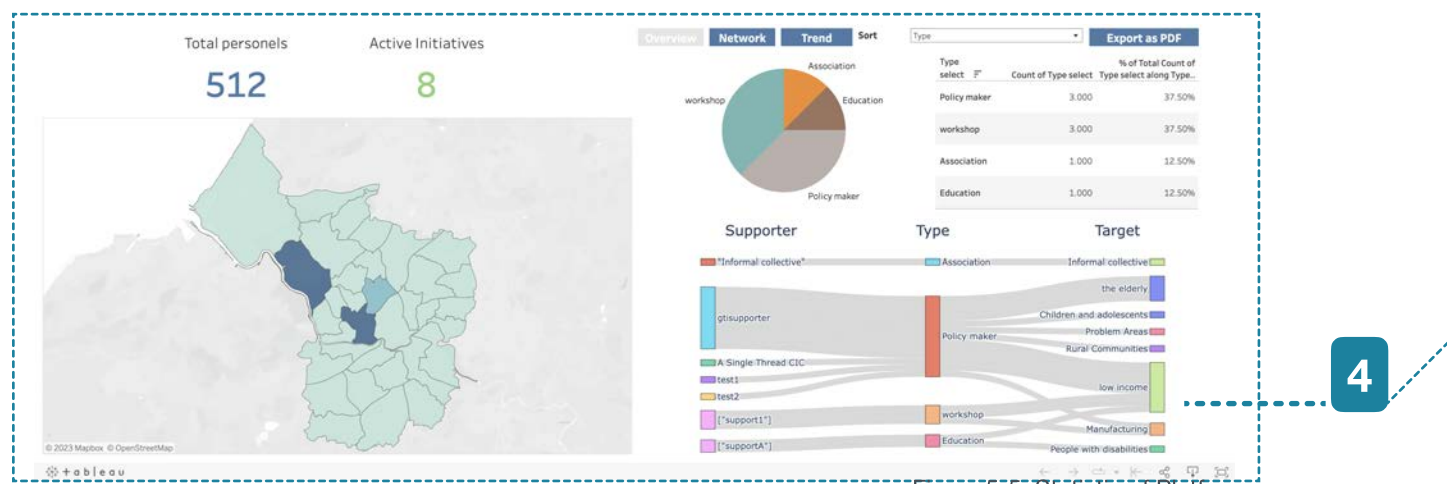 Total personels
Active Initiatives
512
8
© 2023 Mapbox © OpenStreetMap
Overview
Network
Trend
Sort
Type
Export as PDF
Association
workshop
Education
Policy maker
Type select
Count of Type select
% of Total Count of Type select along Type..
Policy maker 3.000 37.50%
workshop 3.000 37.50%
Association 1.000 12.50%
Education 1.000 12.50%
Supporter Type Target
"Informal collective" Association Informal collective
the elderly
gtisupporter
Children and adolescents
Policy maker
Problem Areas
Rural Communities
A Single Thread CIC
test1
low income
test2
["support1"]
workshop
Manufacturing
["supportA"]
Education
People with disabilities
+ a b l e a u
4